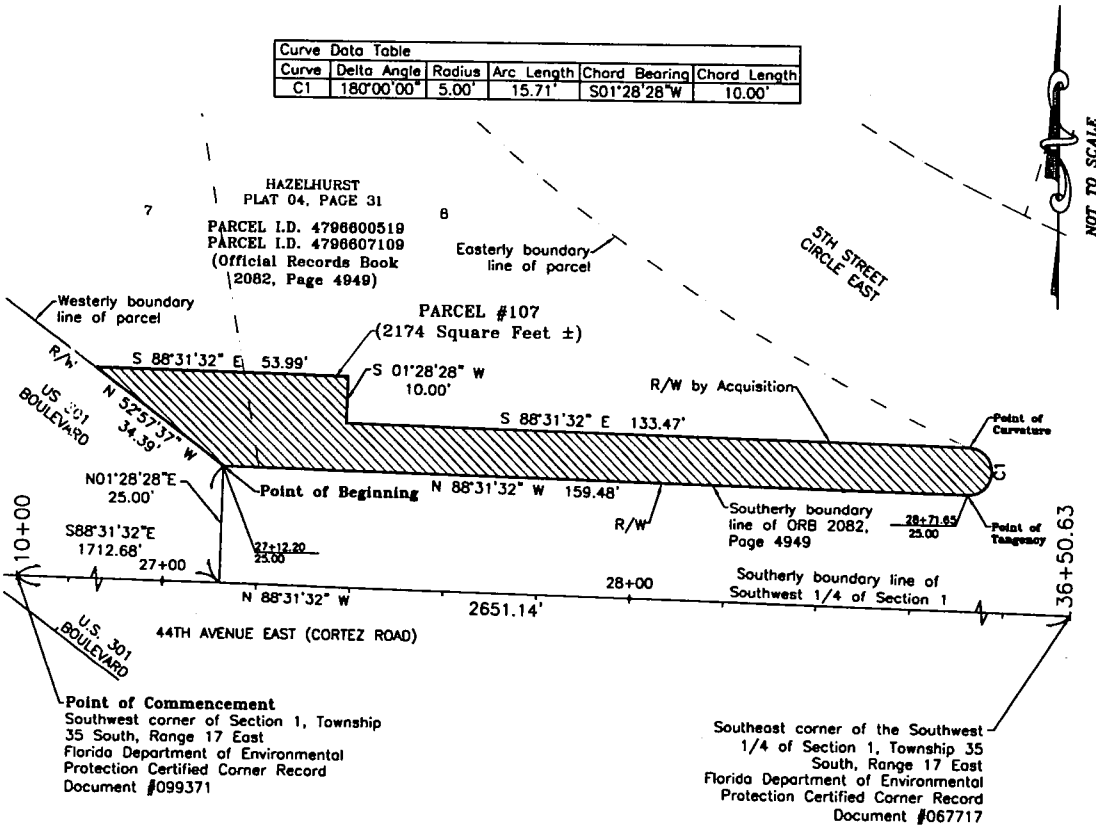 Curve Data Table
Curve Delta Angle Radius Arc Length Chord Bearing Chord Length
C1 180°00'00" 5.00' 15.71' S01°28'28"W 10.00'
NOT TO SCALE
HAZELHURST
PLAT 04, PAGE 31
7
8
PARCEL I.D. 4796600519
PARCEL I.D. 4796607109
(Official Records Book
2082, Page 4949)
Easterly boundary
line of parcel
5TH STREET
CIRCLE EAST
Westerly boundary
line of parcel
R/W
PARCEL #107
(2174 Square Feet ±)
S 88°31'32" E 53.99'
S 01°28'28" W
10.00'
R/W by Acquisition
US 301
BOULEVARD
N 52°57'37" W
34.39'
S 88°31'32" E 133.47'
Point of
Curvature
C1
N01°28'28"E
25.00'
Point of Beginning
N 88°31'32" W 159.48'
R/W
Southerly boundary
line of ORB 2082,
Page 4949
28+71.65
25.00
Point of
Tangency
10+00
S88°31'32"E
1712.68'
27+00
27+12.20
25.00
28+00
Southerly boundary line of
Southwest 1/4 of Section 1
36+50.63
N 88°31'32" W
2651.14'
U.S. 301
BOULEVARD
44TH AVENUE EAST (CORTEZ ROAD)
Point of Commencement
Southwest corner of Section 1, Township
35 South, Range 17 East
Florida Department of Environmental
Protection Certified Corner Record
Document #099371
Southeast corner of the Southwest
1/4 of Section 1, Township 35
South, Range 17 East
Florida Department of Environmental
Protection Certified Corner Record
Document #067717